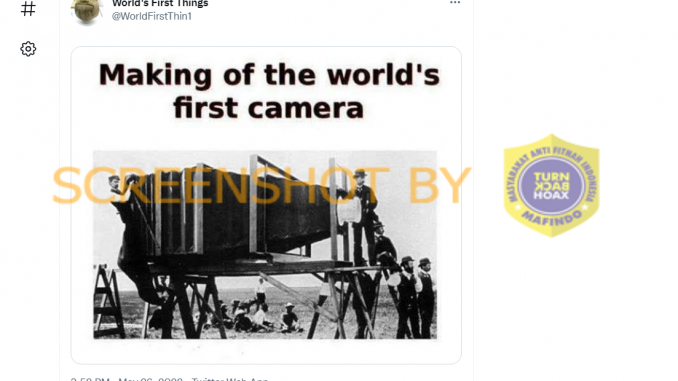 World's First Things
@WorldFirstThin1
Making of the world's
first camera
SCREENSHOT BY
MASYARAKAT ANTI FITNAH INDONESIA
TURN
BACK
HOAX
MAFINDO
Twitter Web App